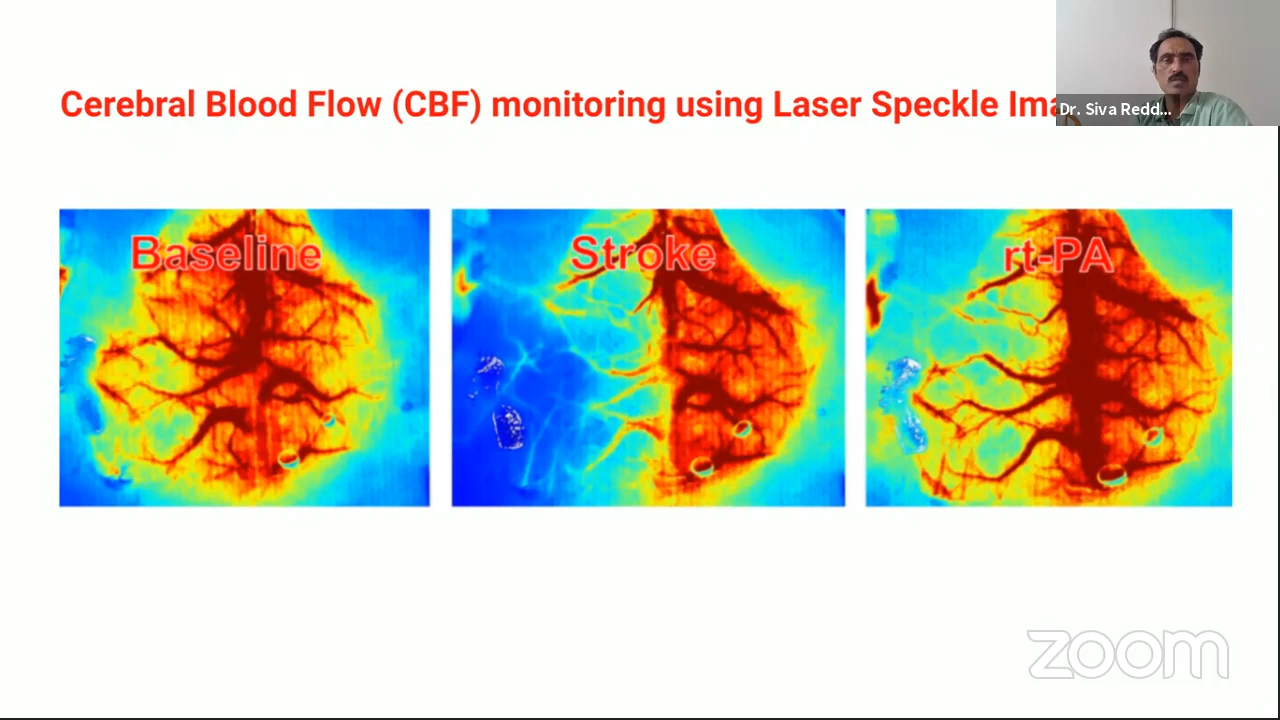 Cerebral Blood Flow (CBF) monitoring using Laser Speckle Ima
Dr. Siva Redd...
Baseline
Stroke
rt-PA
zoom